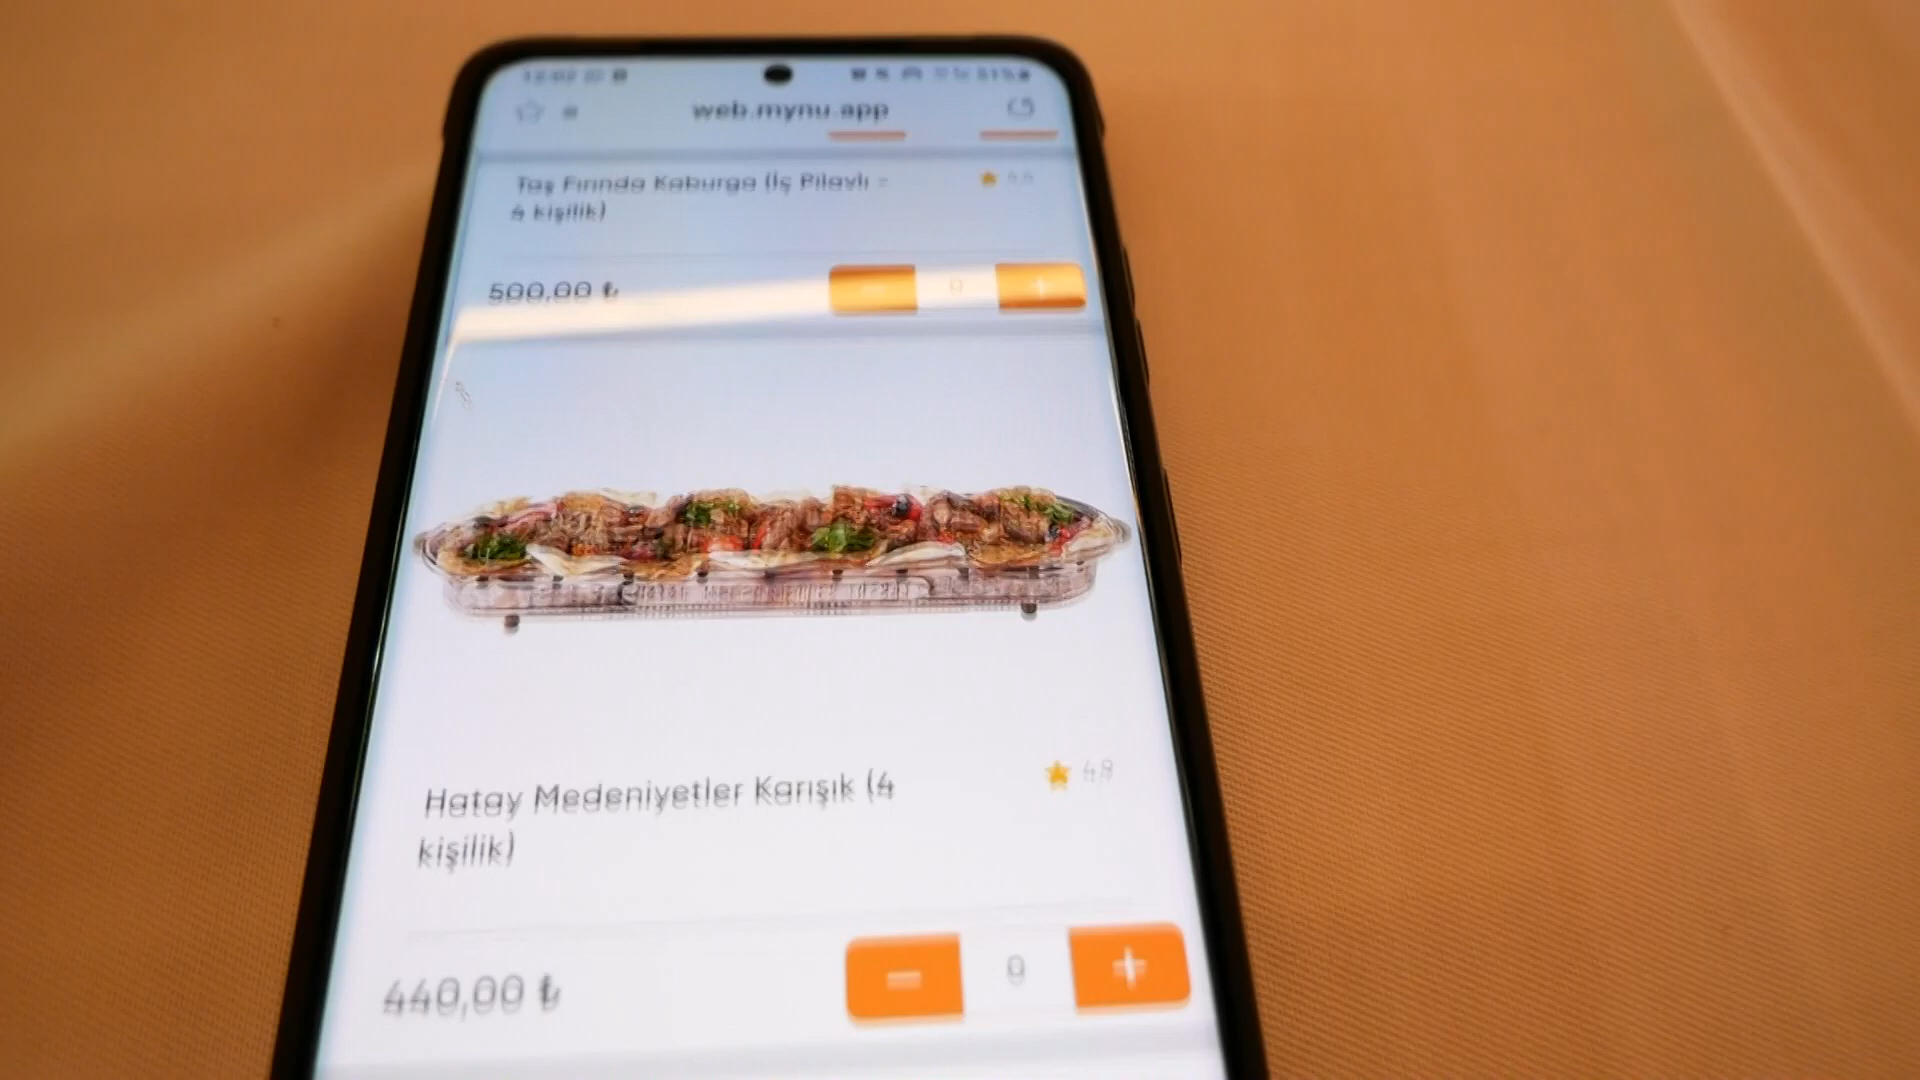 web.mynu.app
Taş Fırında Kaburga (İç Pilavlı -
4 kişilik)
500,00 ₺
0
Hatay Medeniyetler Karışık (4
kişilik)
4.8
440,00 ₺
0